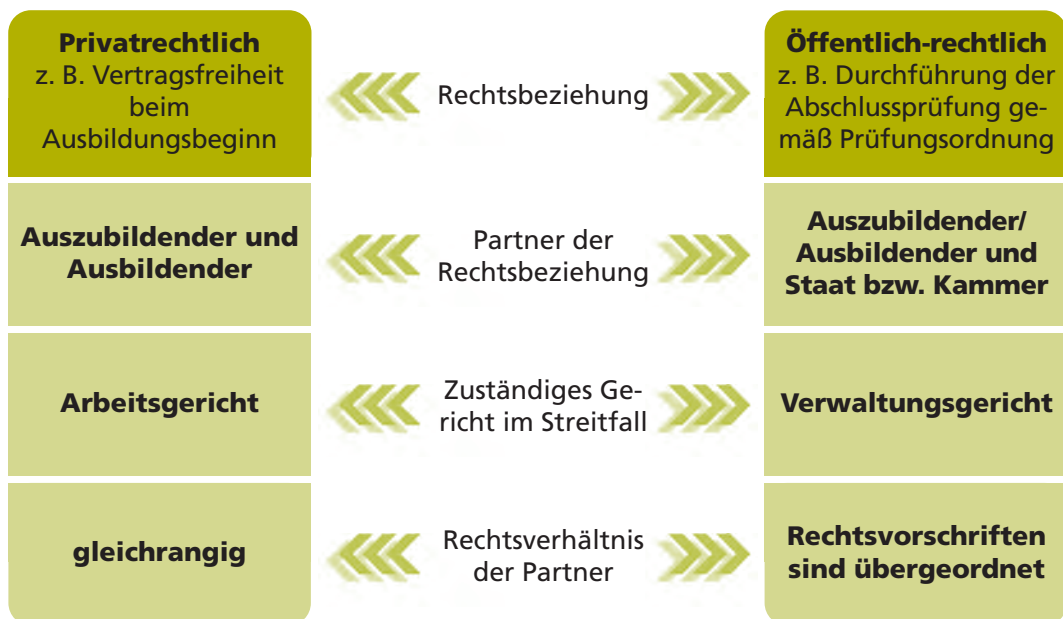 Privatrechtlich
z. B. Vertragsfreiheit
beim
Ausbildungsbeginn
Rechtsbeziehung
Öffentlich-rechtlich
z. B. Durchführung der
Abschlussprüfung ge-
mäß Prüfungsordnung
Auszubildender und
Ausbildender
Partner der
Rechtsbeziehung
Auszubildender/
Ausbildender und
Staat bzw. Kammer
Arbeitsgericht
Zuständiges Ge-
richt im Streitfall
Verwaltungsgericht
gleichrangig
Rechtsverhältnis
der Partner
Rechtsvorschriften
sind übergeordnet